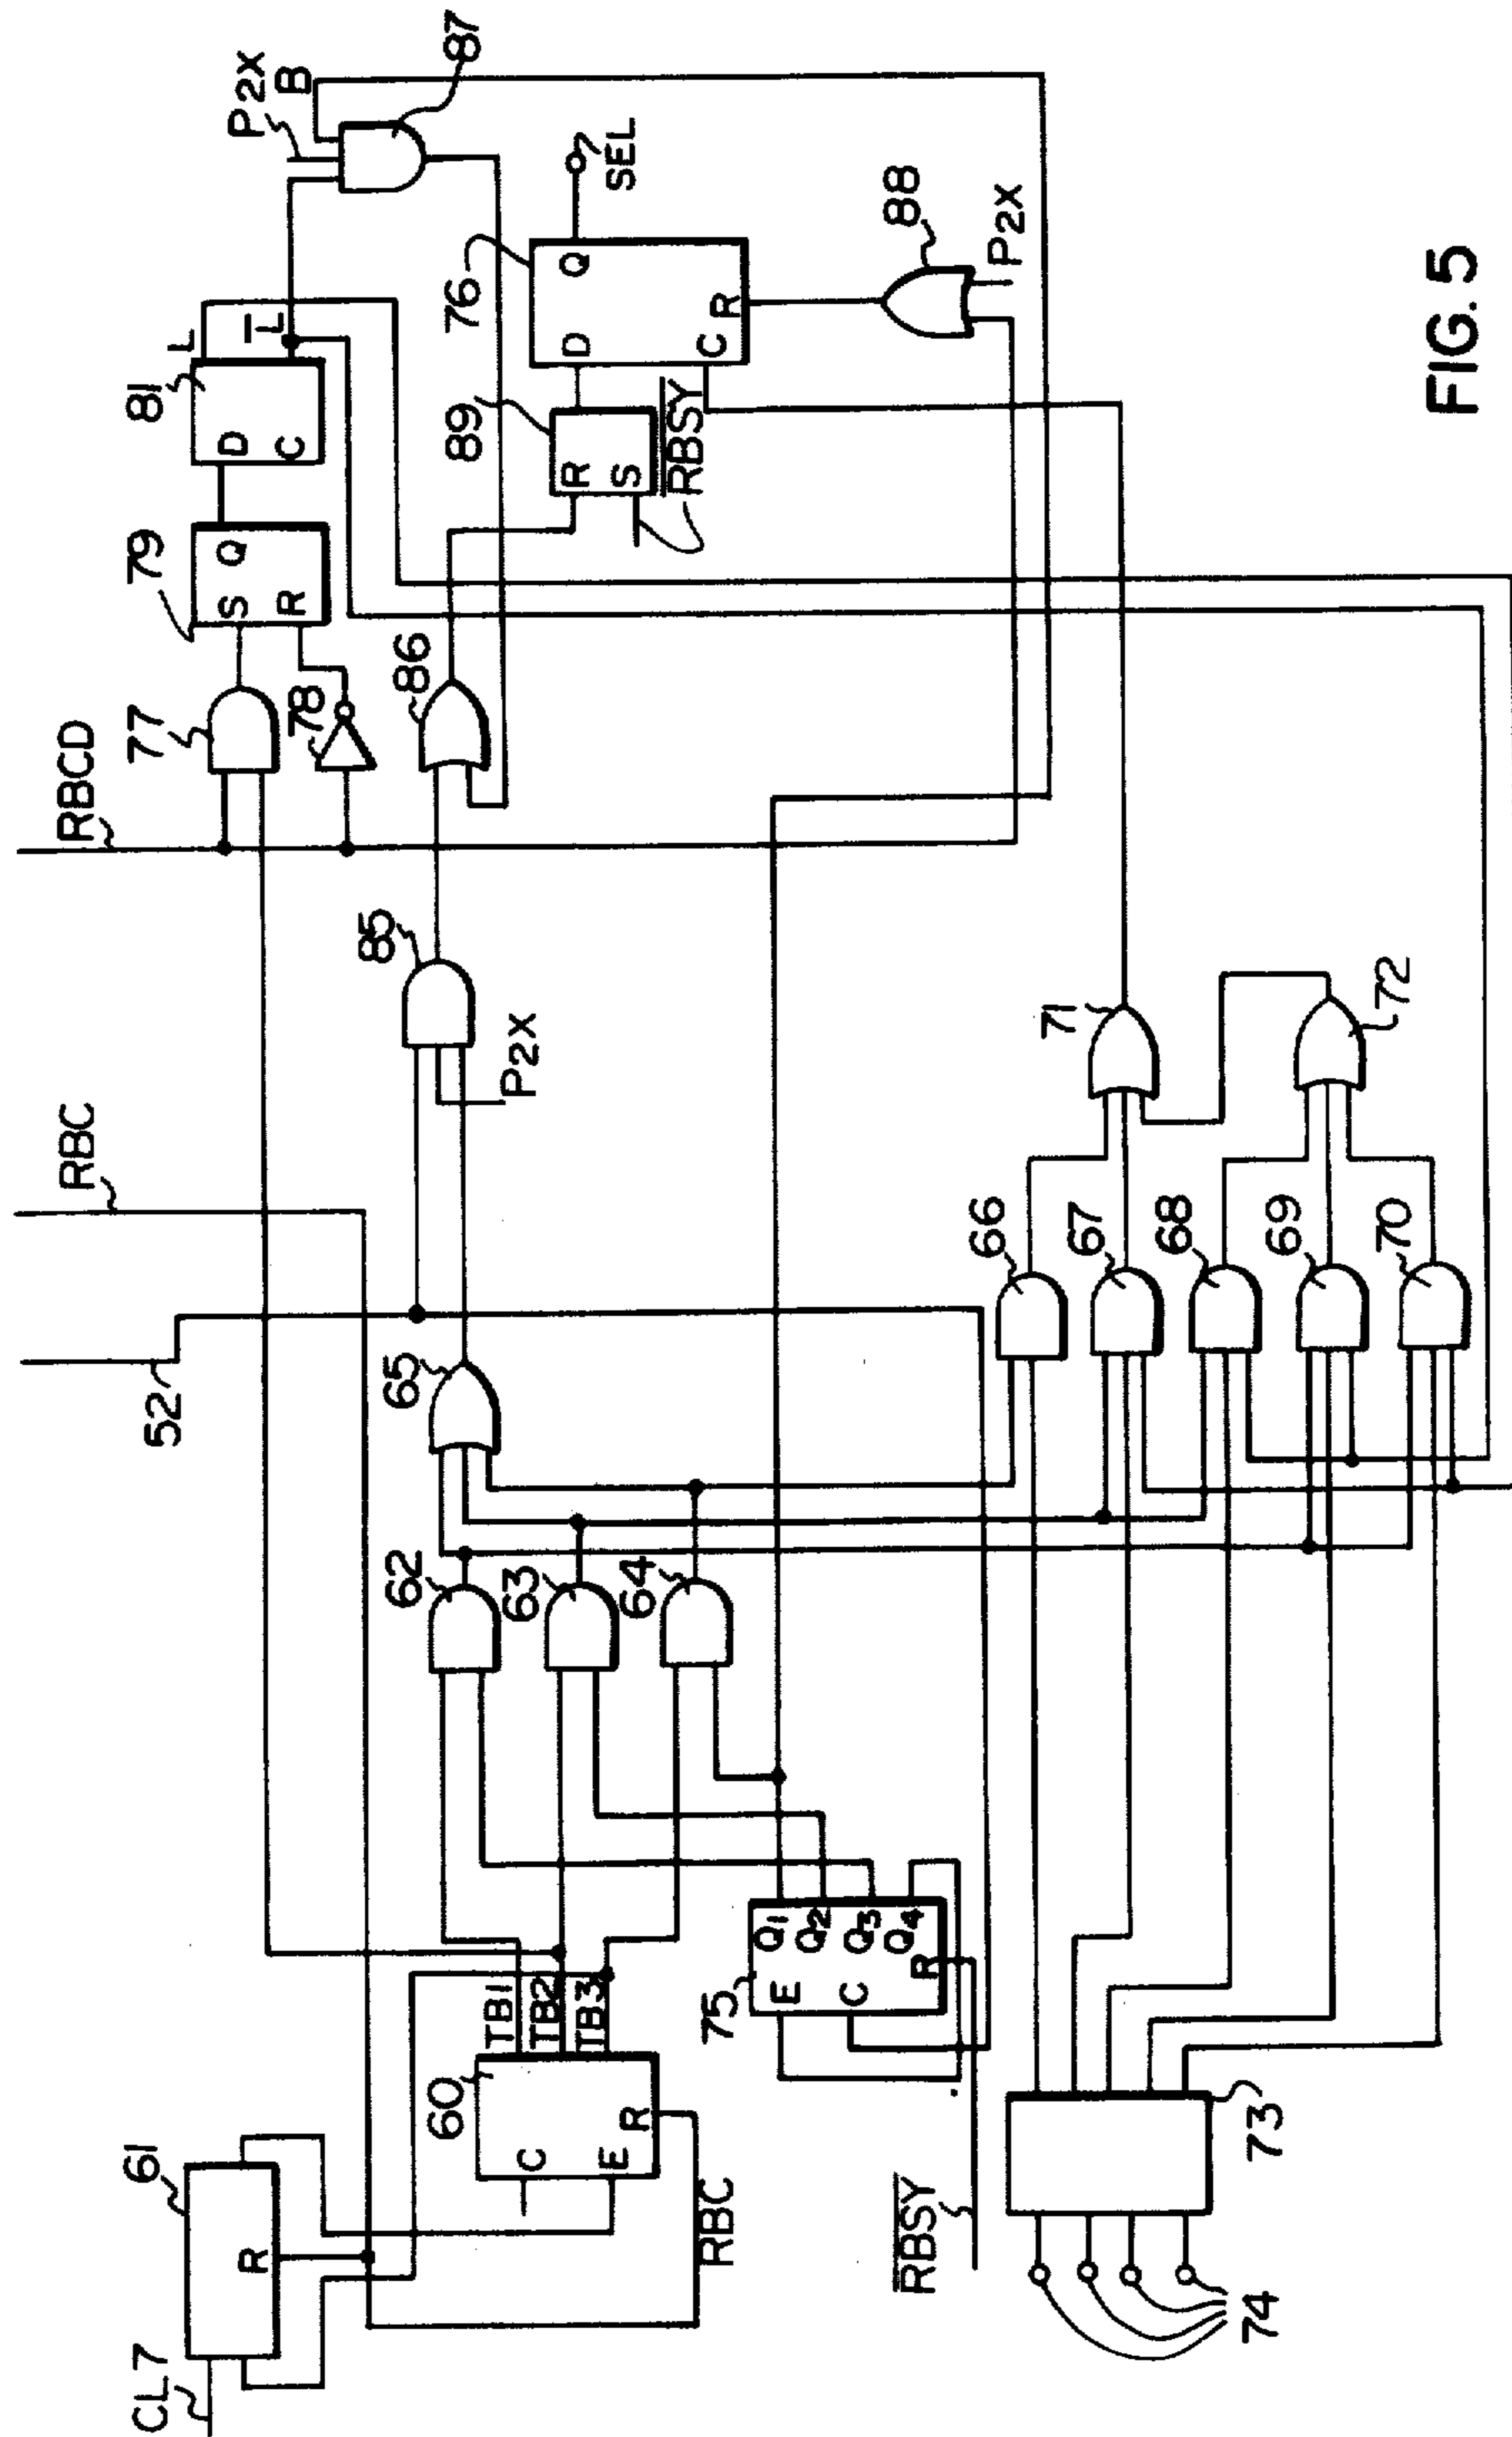 CL7
61
R
RBC
RBCD
52
60
C
E
R
TB1
TB2
TB3
RBC
62
63
64
65
85
P2X
77
78
79
S
Q
R
81
D
C
L
L̅
P2X
B
87
86
89
R
S
R̅B̅S̅Y̅
76
D
Q
C
R
SEL
88
P2X
75
E
C
R
Q1
Q2
Q3
Q4
R̅B̅S̅Y̅
66
67
68
69
70
71
72
73
74
FIG. 5